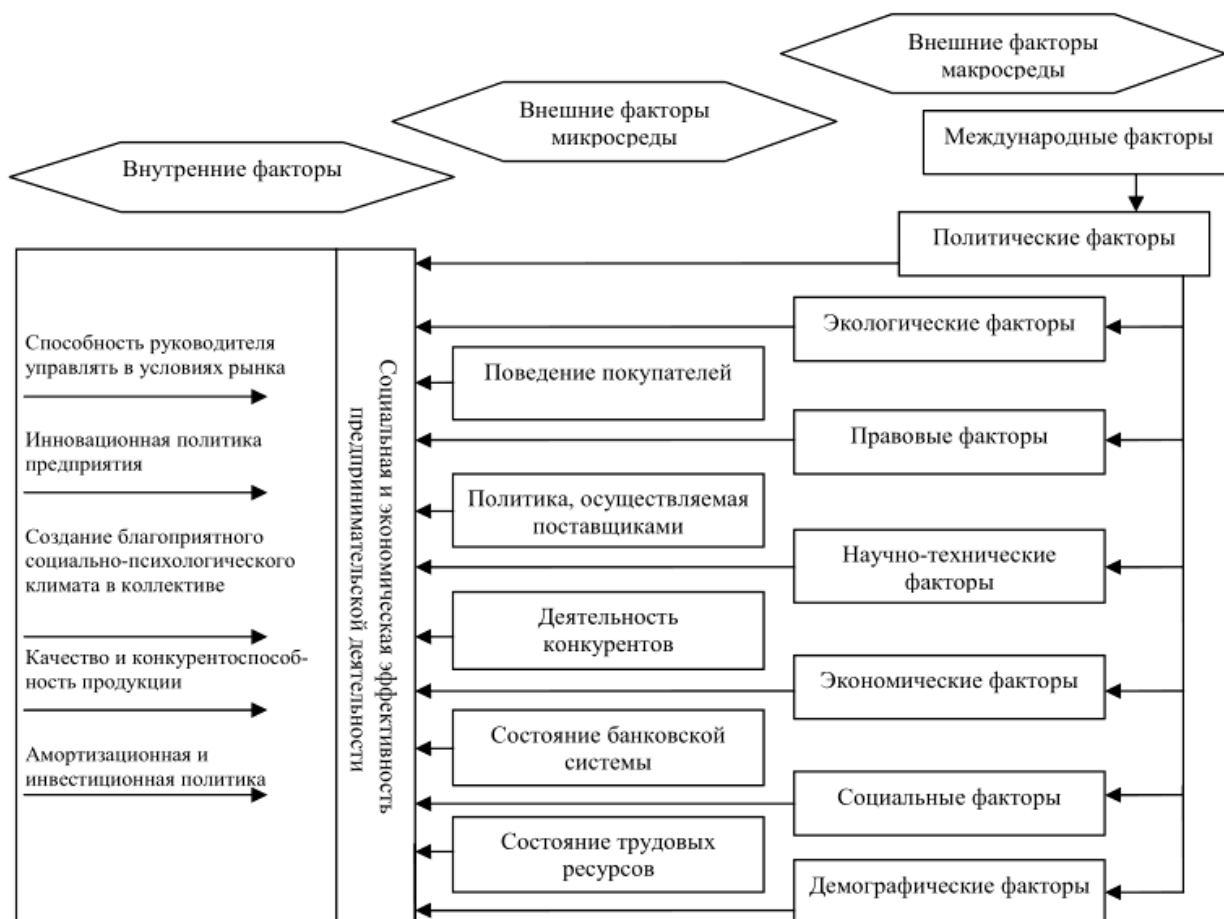 Внешние факторы
макросреды
Внешние факторы
микросреды
Внутренние факторы
Международные факторы
Политические факторы
Экологические факторы
Правовые факторы
Научно-технические
факторы
Экономические факторы
Социальные факторы
Демографические факторы
Поведение покупателей
Политика, осуществляемая
поставщиками
Деятельность
конкурентов
Состояние банковской
системы
Состояние трудовых
ресурсов
Социальная и экономическая эффективность
предпринимательской деятельности
Способность руководителя
управлять в условиях рынка
Инновационная политика
предприятия
Создание благоприятного
социально-психологического
климата в коллективе
Качество и конкурентоспособ-
ность продукции
Амортизационная и
инвестиционная политика